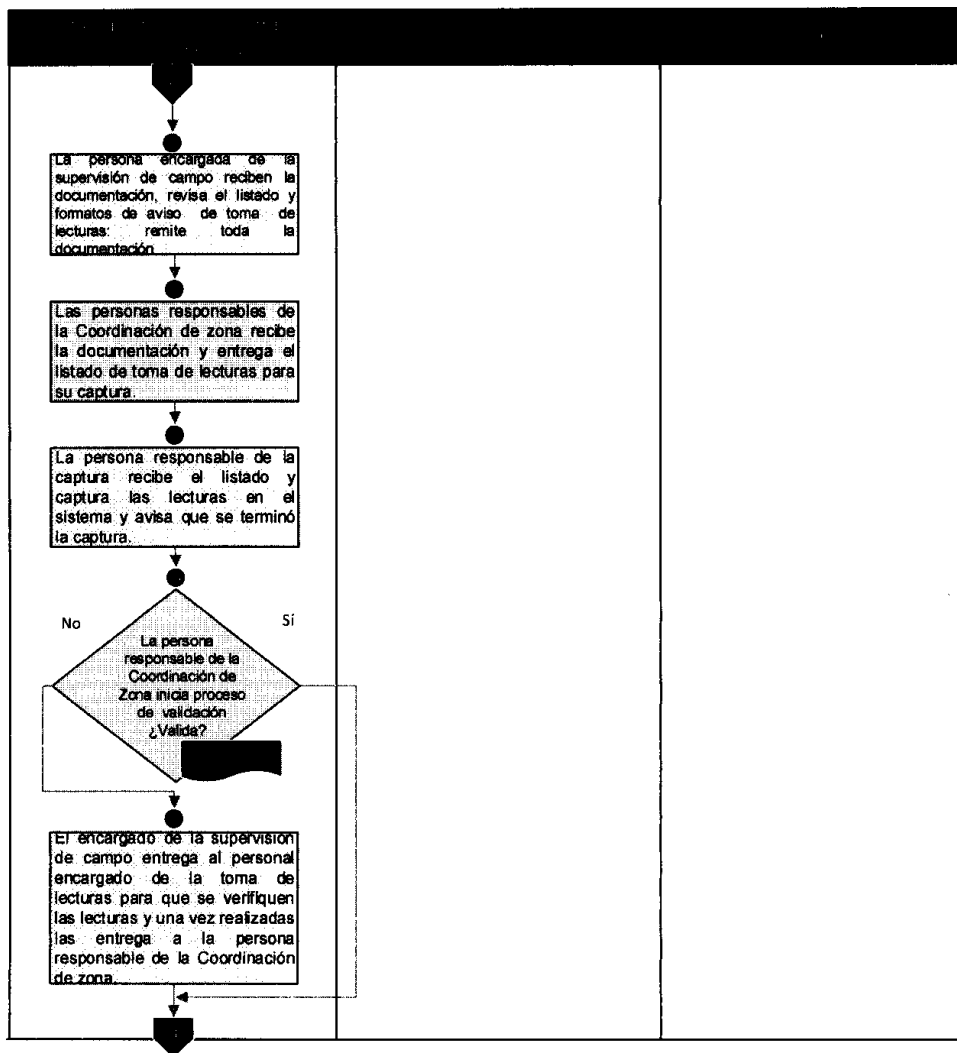 La persona encargada de la
supervisión de campo reciben la
documentación, revisa el listado y
formatos de aviso de toma de
lecturas: remite toda la
documentación
Las personas responsables de
la Coordinación de zona recibe
la documentación y entrega el
listado de toma de lecturas para
su captura.
La persona responsable de la
captura recibe el listado y
captura las lecturas en el
sistema y avisa que se terminó
la captura.
No
Sí
La persona
responsable de la
Coordinación de
Zona inicia proceso
de validación
¿Valida?
El encargado de la supervisión
de campo entrega al personal
encargado de la toma de
lecturas para que se verifiquen
las lecturas y una vez realizadas
las entrega a la persona
responsable de la Coordinación
de zona.